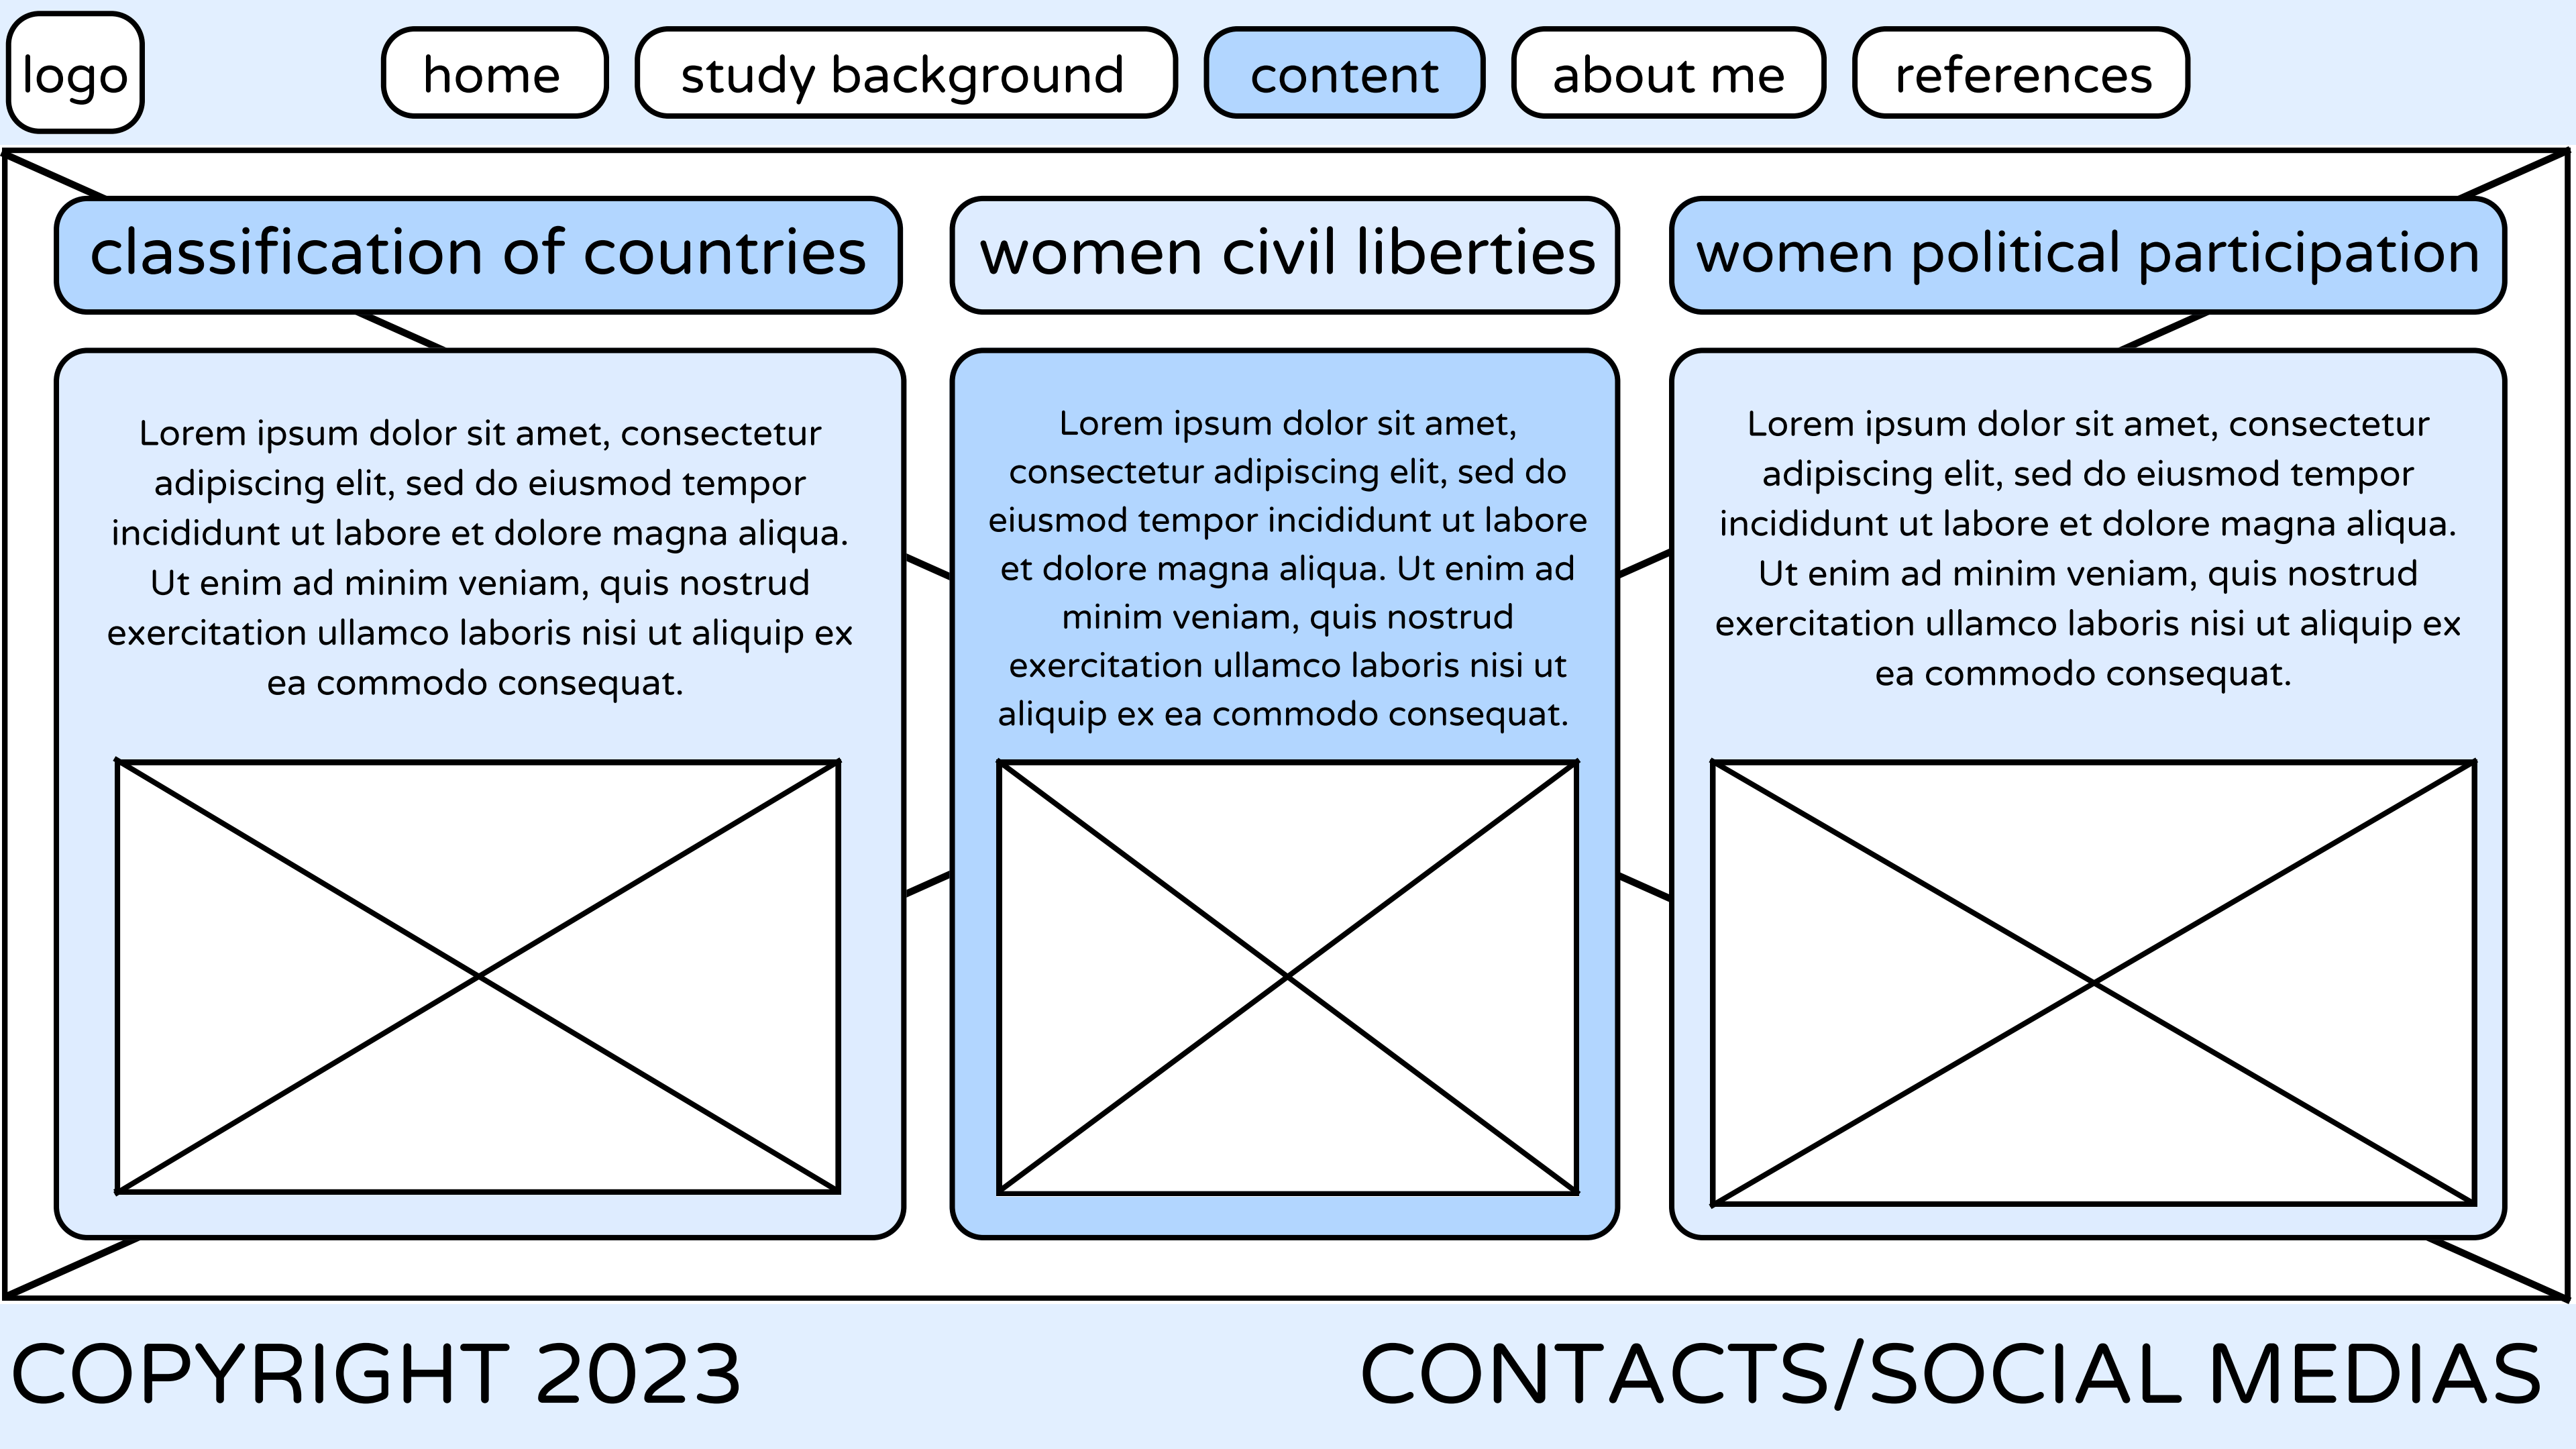 logo
home
study background
content
about me
references
classification of countries
women civil liberties
women political participation
Lorem ipsum dolor sit amet, consectetur
adipiscing elit, sed do eiusmod tempor
incididunt ut labore et dolore magna aliqua.
Ut enim ad minim veniam, quis nostrud
exercitation ullamco laboris nisi ut aliquip ex
ea commodo consequat.
Lorem ipsum dolor sit amet,
consectetur adipiscing elit, sed do
eiusmod tempor incididunt ut labore
et dolore magna aliqua. Ut enim ad
minim veniam, quis nostrud
exercitation ullamco laboris nisi ut
aliquip ex ea commodo consequat.
Lorem ipsum dolor sit amet, consectetur
adipiscing elit, sed do eiusmod tempor
incididunt ut labore et dolore magna aliqua.
Ut enim ad minim veniam, quis nostrud
exercitation ullamco laboris nisi ut aliquip ex
ea commodo consequat.
COPYRIGHT 2023
CONTACTS/SOCIAL MEDIAS